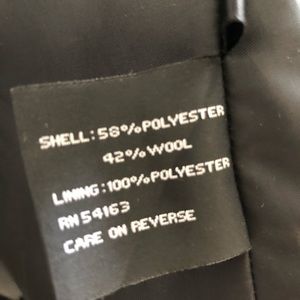 SHELL: 58% POLYESTER
42% WOOL
LINING: 100% POLYESTER
RN 54163
CARE ON REVERSE